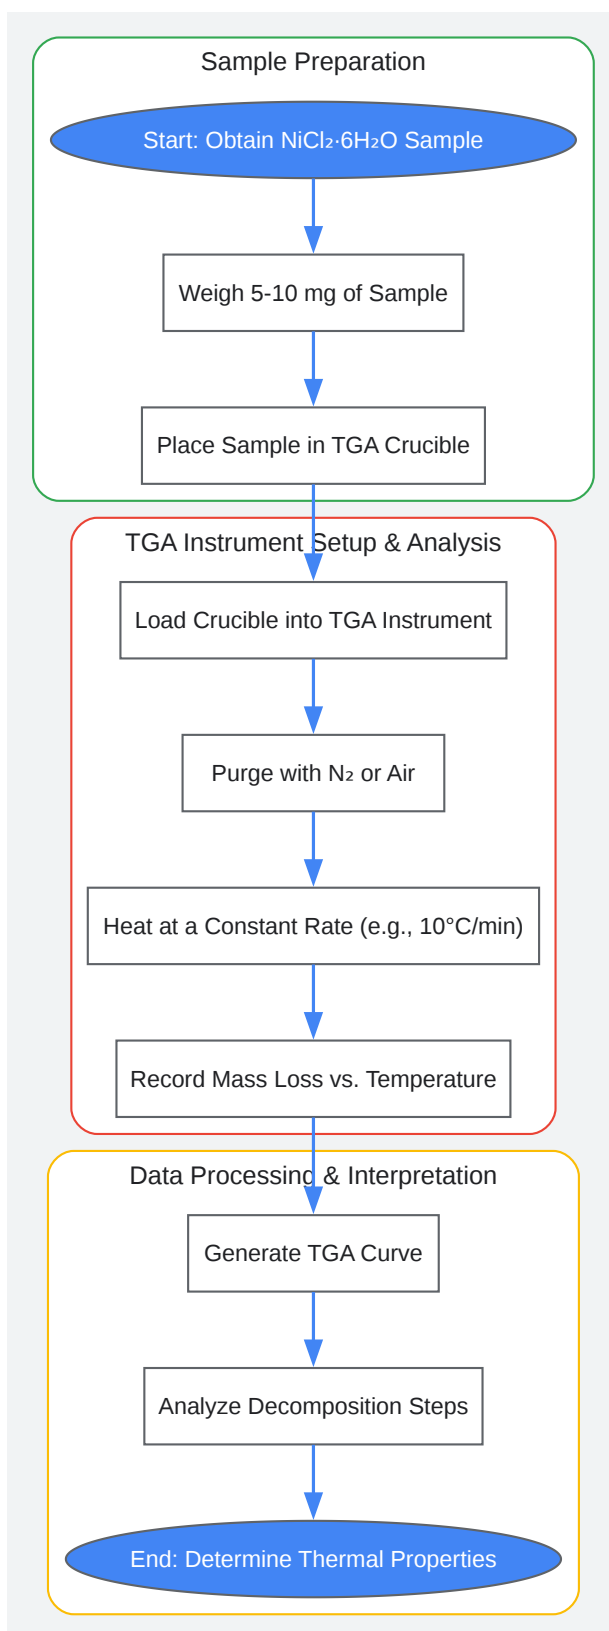 Sample Preparation
Start: Obtain NiCl₂·6H₂O Sample
Weigh 5-10 mg of Sample
Place Sample in TGA Crucible
TGA Instrument Setup & Analysis
Load Crucible into TGA Instrument
Purge with N₂ or Air
Heat at a Constant Rate (e.g., 10°C/min)
Record Mass Loss vs. Temperature
Data Processing & Interpretation
Generate TGA Curve
Analyze Decomposition Steps
End: Determine Thermal Properties